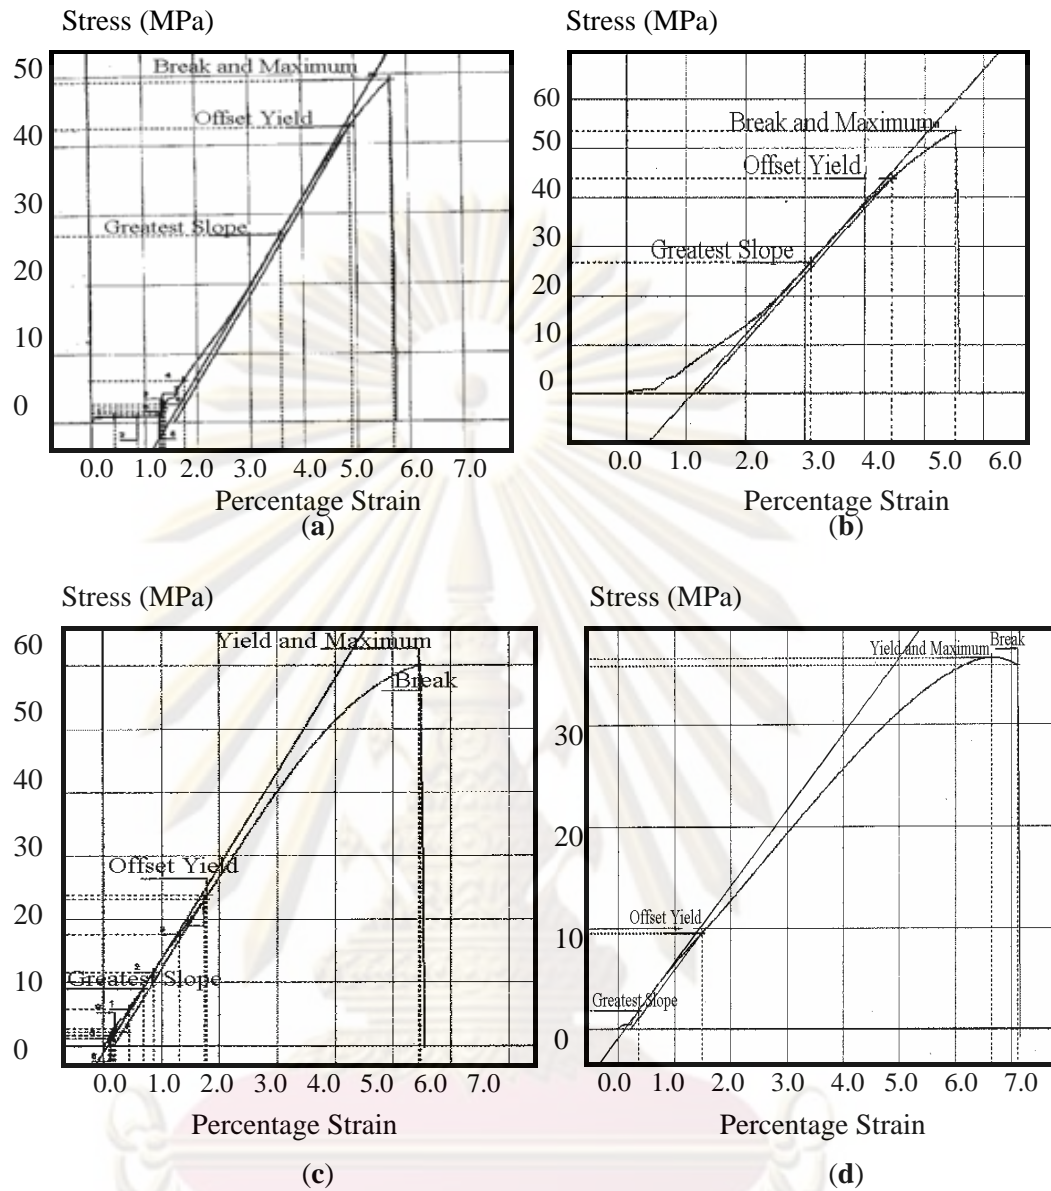 Stress (MPa)
50
40
30
20
10
0
Break and Maximum
Offset Yield
Greatest Slope
0.0 1.0 2.0 3.0 4.0 5.0 6.0 7.0
Percentage Strain
(a)
Stress (MPa)
60
50
40
30
20
10
0
Break and Maximum
Offset Yield
Greatest Slope
0.0 1.0 2.0 3.0 4.0 5.0 6.0
Percentage Strain
(b)
Stress (MPa)
60
50
40
30
20
10
0
Yield and Maximum
Break
Offset Yield
Greatest Slope
0.0 1.0 2.0 3.0 4.0 5.0 6.0 7.0
Percentage Strain
(c)
Stress (MPa)
30
20
10
0
Break
Yield and Maximum
Offset Yield
Greatest Slope
0.0 1.0 2.0 3.0 4.0 5.0 6.0 7.0
Percentage Strain
(d)